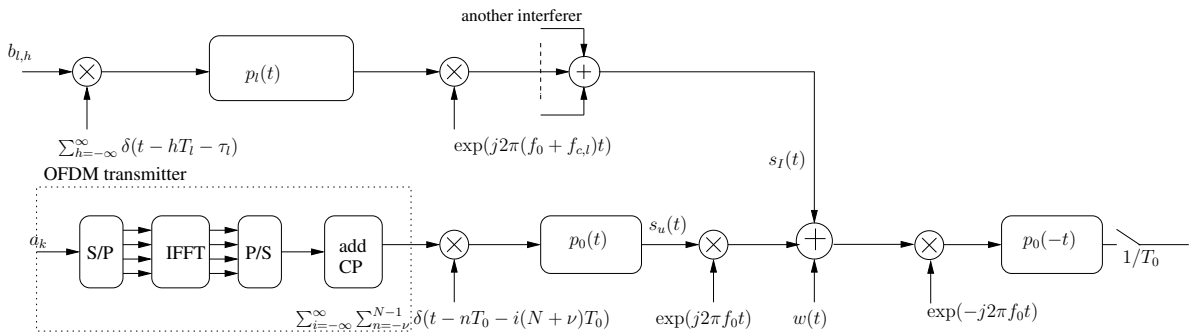 another interferer
b_{l,h}
p_l(t)
×
×
+
∑_{h=-∞}^{∞} δ(t − hT_l − τ_l)
exp(j2π(f_0 + f_{c,l})t)
s_I(t)
OFDM transmitter
a_k
S/P
IFFT
P/S
add
CP
×
p_0(t)
s_u(t)
×
+
×
p_0(−t)
1/T_0
∑_{i=-∞}^{∞} ∑_{n=-ν}^{N-1} δ(t − nT_0 − i(N + ν)T_0)
exp(j2πf_0t)
w(t)
exp(−j2πf_0t)